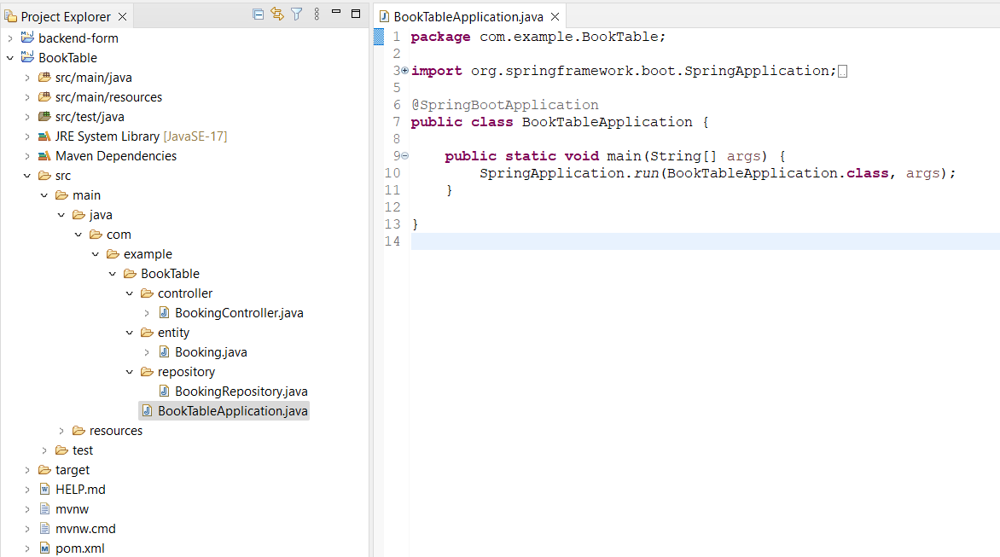 Project Explorer
backend-form
BookTable
src/main/java
src/main/resources
src/test/java
JRE System Library [JavaSE-17]
Maven Dependencies
src
main
java
com
example
BookTable
controller
BookingController.java
entity
Booking.java
repository
BookingRepository.java
BookTableApplication.java
resources
test
target
HELP.md
mvnw
mvnw.cmd
pom.xml
BookTableApplication.java
1 package com.example.BookTable;
2
3 import org.springframework.boot.SpringApplication;
5
6 @SpringBootApplication
7 public class BookTableApplication {
8
9 public static void main(String[] args) {
10 SpringApplication.run(BookTableApplication.class, args);
11 }
12
13 }
14